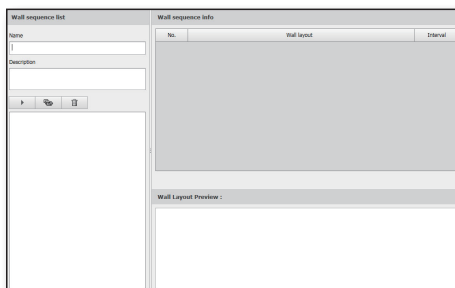 Wall sequence list
Name
Description
Wall sequence info
No. Wall layout Interval
Wall Layout Preview :